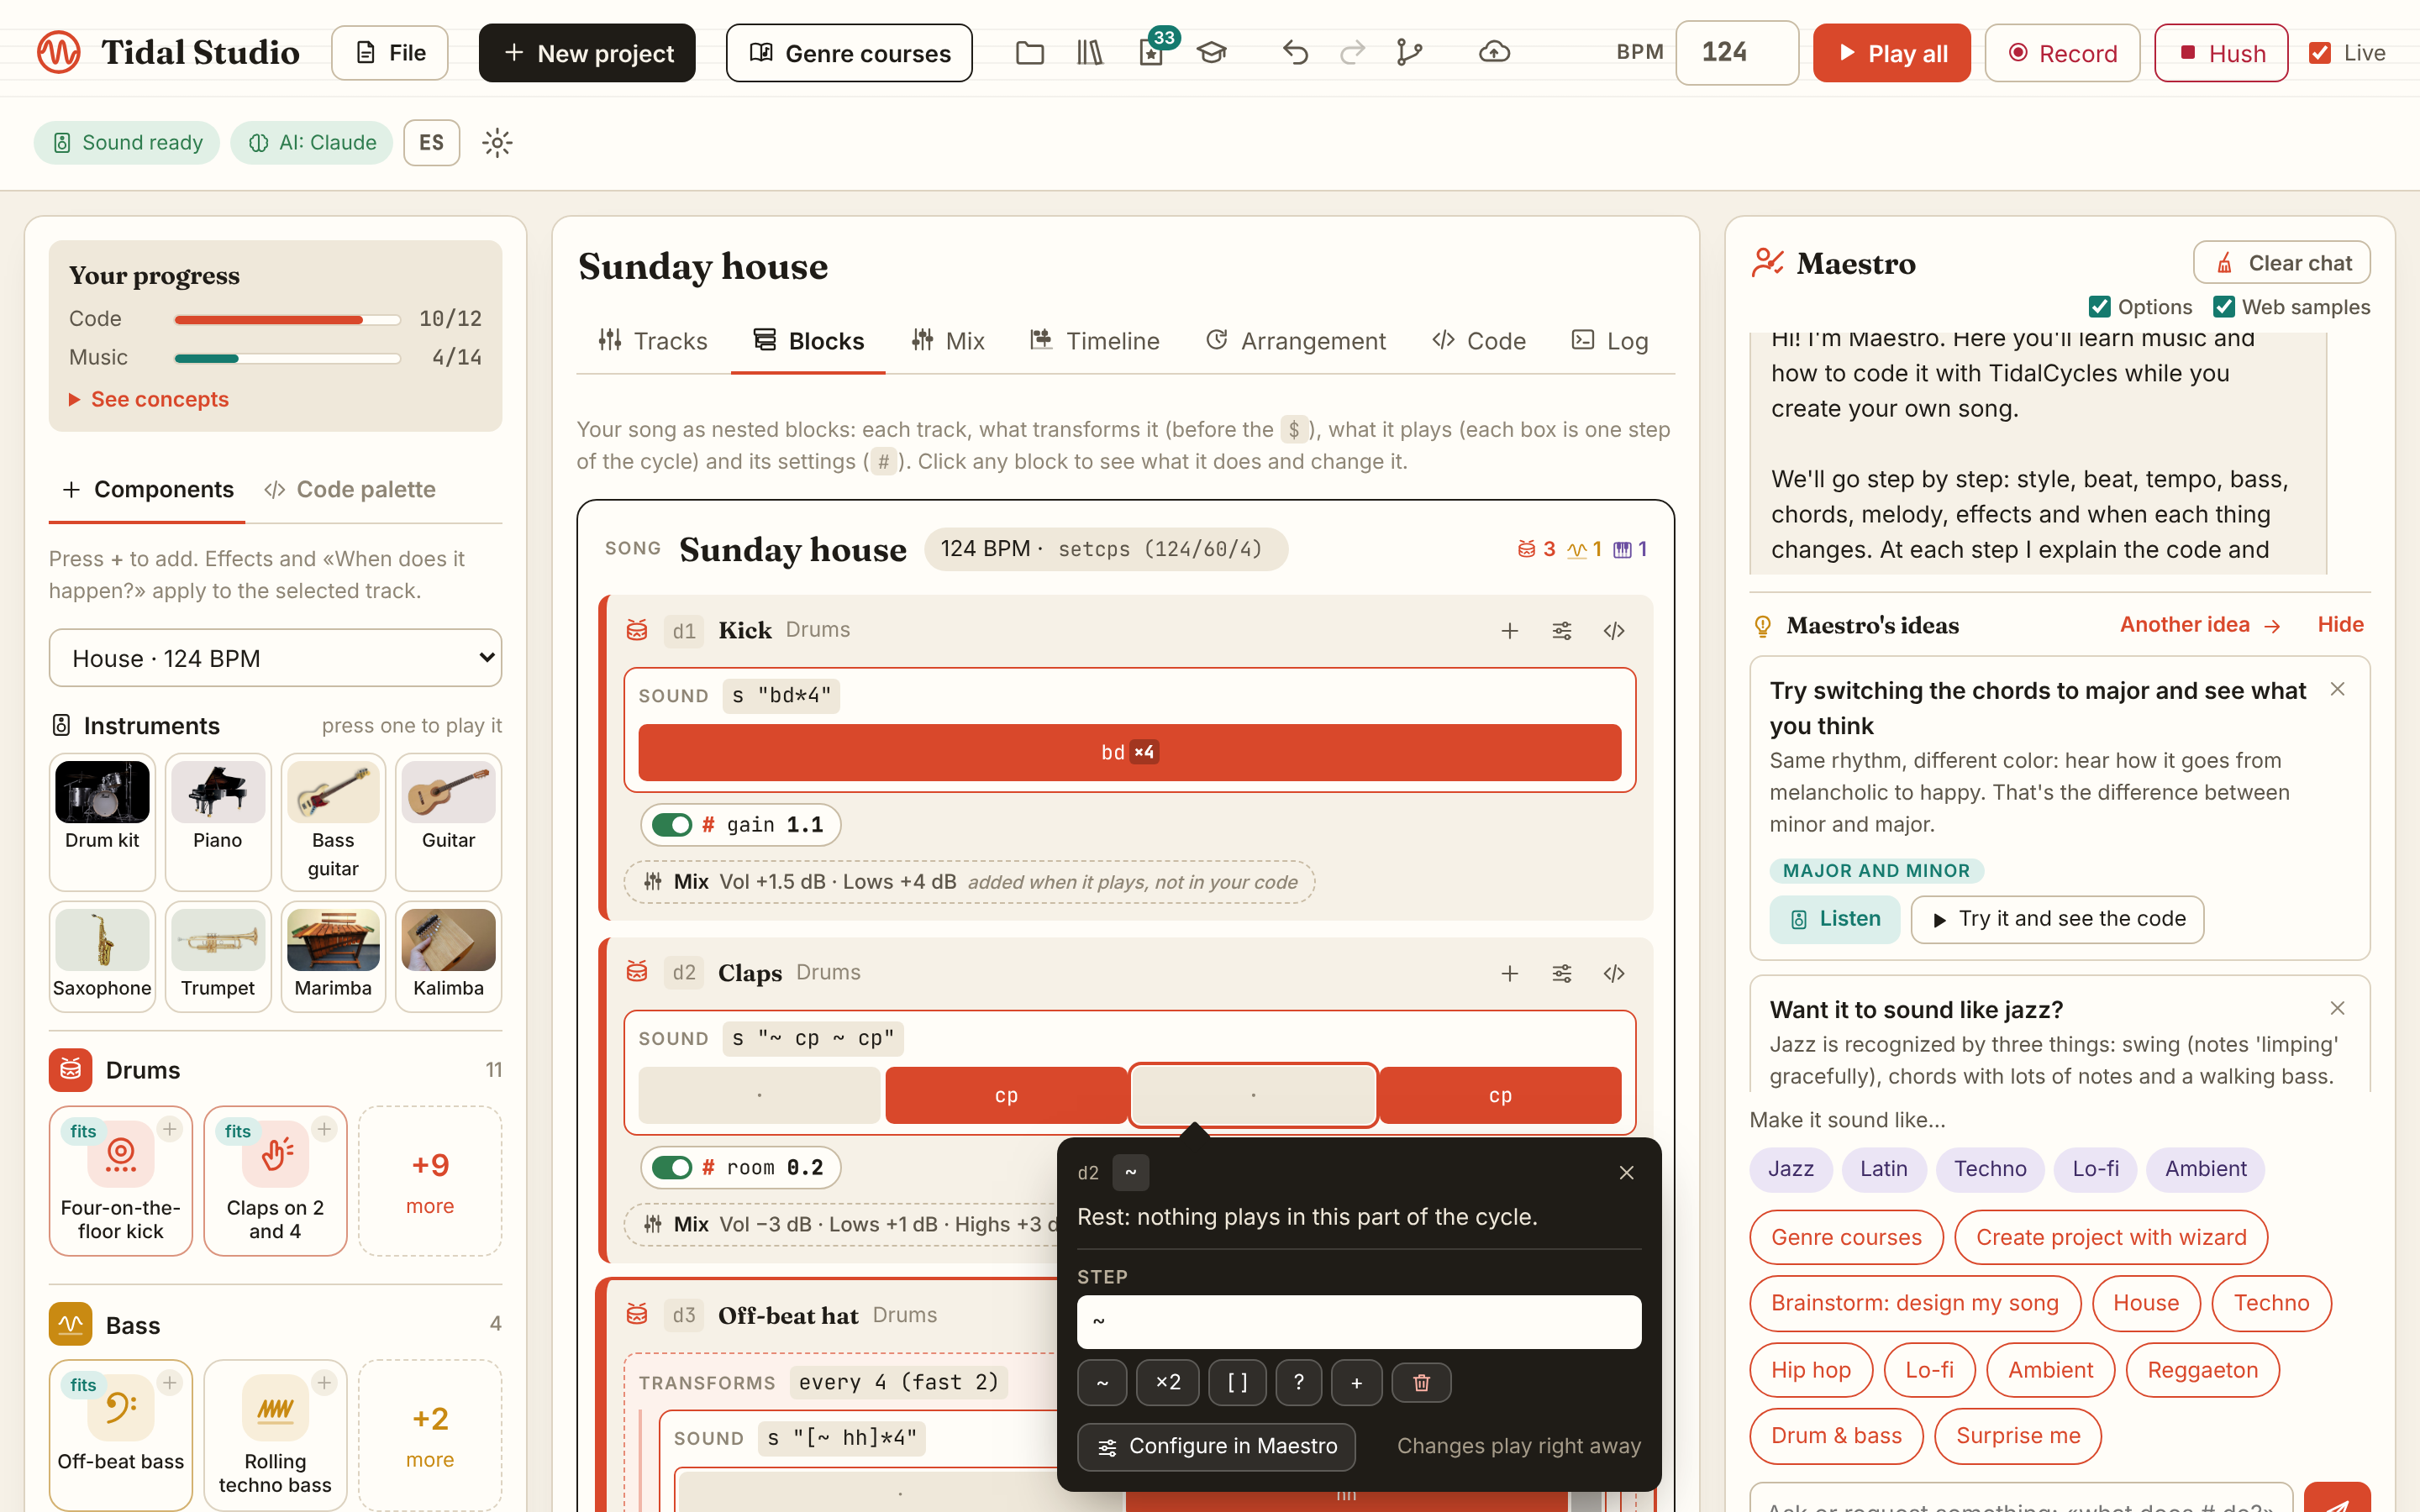 Tidal Studio
File
New project
Genre courses
33
BPM
124
Play all
Record
Hush
Live
Sound ready
AI: Claude
ES
Your progress
Code
10/12
Music
4/14
See concepts
Components
Code palette
Press + to add. Effects and «When does it
happen?» apply to the selected track.
House · 124 BPM
Instruments
press one to play it
Drum kit
Piano
Bass
guitar
Guitar
Saxophone
Trumpet
Marimba
Kalimba
Drums
11
fits
Four-on-the-
floor kick
fits
Claps on 2
and 4
+9
more
Bass
4
fits
Off-beat bass
Rolling
techno bass
+2
more
Sunday house
Tracks
Blocks
Mix
Timeline
Arrangement
Code
Log
Your song as nested blocks: each track, what transforms it (before the $), what it plays (each box is one step
of the cycle) and its settings (#). Click any block to see what it does and change it.
SONG
Sunday house
124 BPM · setcps (124/60/4)
3
1
1
d1
Kick
Drums
SOUND
s "bd*4"
bd ×4
# gain 1.1
Mix Vol +1.5 dB · Lows +4 dB added when it plays, not in your code
d2
Claps
Drums
SOUND
s "~ cp ~ cp"
·
cp
·
cp
# room 0.2
Mix Vol −3 dB · Lows +1 dB · Highs +3 d
d3
Off-beat hat
Drums
TRANSFORMS
every 4 (fast 2)
SOUND
s "[~ hh]*4"
·
hh
d2
~
Rest: nothing plays in this part of the cycle.
STEP
~
~
×2
[ ]
?
+
Configure in Maestro
Changes play right away
Maestro
Clear chat
Options
Web samples
Hi! I'm Maestro. Here you'll learn music and
how to code it with TidalCycles while you
create your own song.
We'll go step by step: style, beat, tempo, bass,
chords, melody, effects and when each thing
changes. At each step I explain the code and
Maestro's ideas
Another idea →
Hide
Try switching the chords to major and see what
you think
Same rhythm, different color: hear how it goes from
melancholic to happy. That's the difference between
minor and major.
MAJOR AND MINOR
Listen
Try it and see the code
Want it to sound like jazz?
Jazz is recognized by three things: swing (notes 'limping'
gracefully), chords with lots of notes and a walking bass.
Make it sound like...
Jazz
Latin
Techno
Lo-fi
Ambient
Genre courses
Create project with wizard
Brainstorm: design my song
House
Techno
Hip hop
Lo-fi
Ambient
Reggaeton
Drum & bass
Surprise me
Ask or request something: «what does # do?»